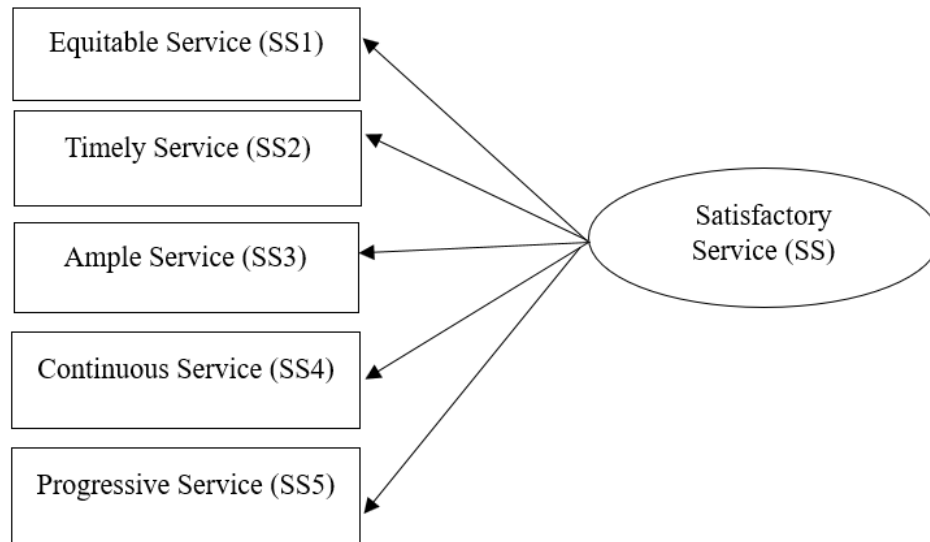 Equitable Service (SS1)
Timely Service (SS2)
Ample Service (SS3)
Continuous Service (SS4)
Progressive Service (SS5)
Satisfactory
Service (SS)